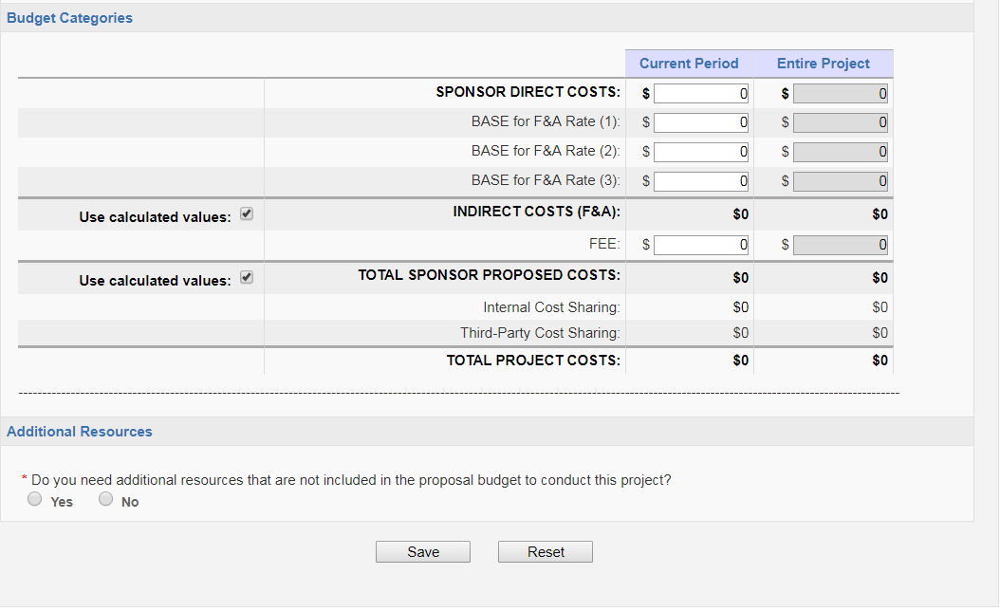 Budget Categories
Current Period Entire Project
SPONSOR DIRECT COSTS: $ 0 $ 0
BASE for F&A Rate (1): $ 0 $ 0
BASE for F&A Rate (2): $ 0 $ 0
BASE for F&A Rate (3): $ 0 $ 0
Use calculated values: INDIRECT COSTS (F&A): $0 $0
FEE: $ 0 $ 0
Use calculated values: TOTAL SPONSOR PROPOSED COSTS: $0 $0
Internal Cost Sharing: $0 $0
Third-Party Cost Sharing: $0 $0
TOTAL PROJECT COSTS: $0 $0
Additional Resources
* Do you need additional resources that are not included in the proposal budget to conduct this project?
Yes No
Save Reset